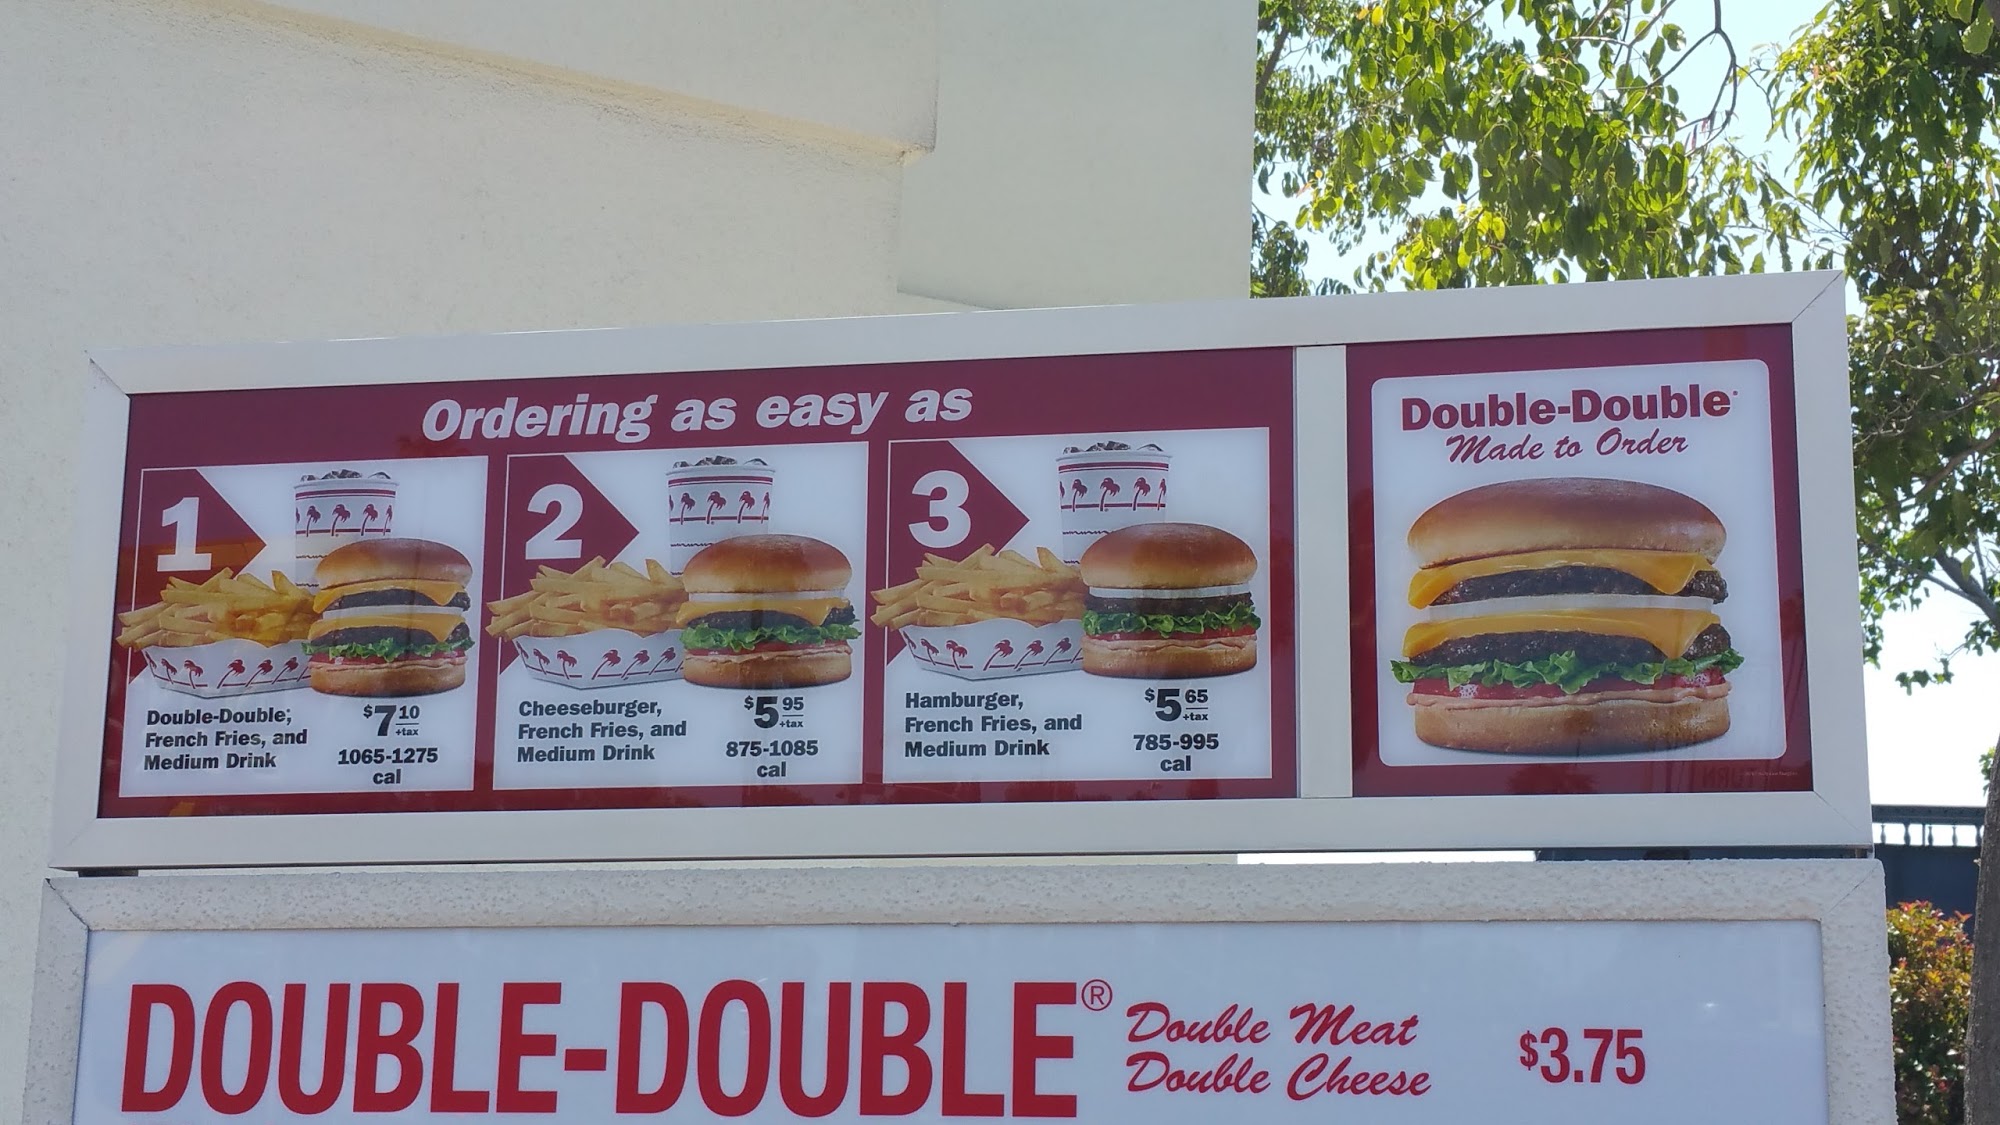 Ordering as easy as
1
Double-Double,
French Fries, and
Medium Drink
$7 10
+tax
1065-1275
cal
2
Cheeseburger,
French Fries, and
Medium Drink
$5 95
+tax
875-1085
cal
3
Hamburger,
French Fries, and
Medium Drink
$5 65
+tax
785-995
cal
Double-Double
Made to Order
DOUBLE-DOUBLE®
Double Meat
Double Cheese
$3.75